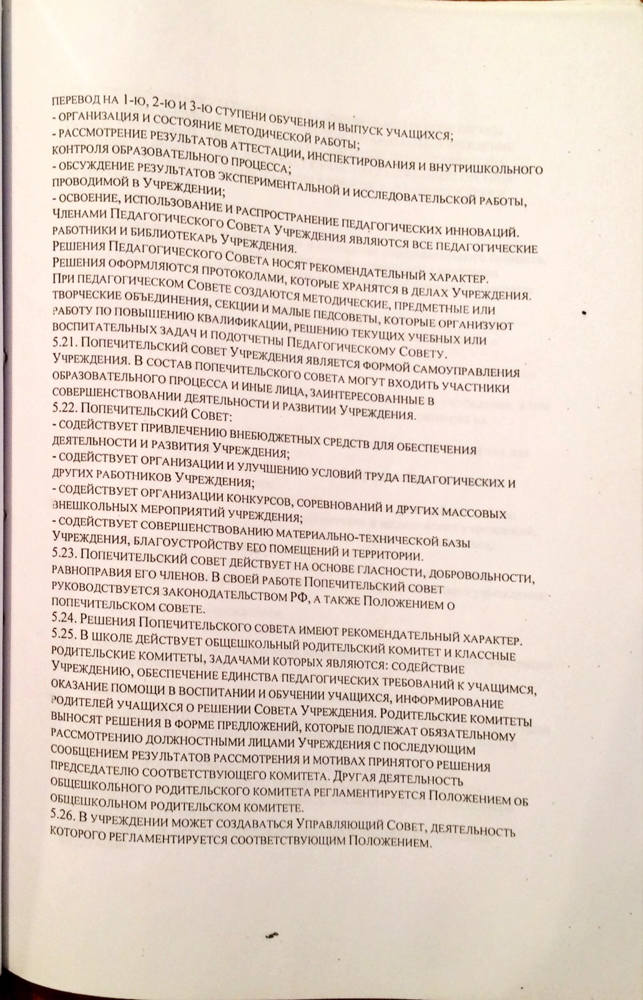 ПЕРЕВОД НА 1-Ю, 2-Ю И 3-Ю СТУПЕНИ ОБУЧЕНИЯ И ВЫПУСК УЧАЩИХСЯ;
- ОРГАНИЗАЦИЯ И СОСТОЯНИЕ МЕТОДИЧЕСКОЙ РАБОТЫ;
- РАССМОТРЕНИЕ РЕЗУЛЬТАТОВ АТТЕСТАЦИИ, ИНСПЕКТИРОВАНИЯ И ВНУТРИШКОЛЬНОГО
КОНТРОЛЯ ОБРАЗОВАТЕЛЬНОГО ПРОЦЕССА;
- ОБСУЖДЕНИЕ РЕЗУЛЬТАТОВ ЭКСПЕРИМЕНТАЛЬНОЙ И ИССЛЕДОВАТЕЛЬСКОЙ РАБОТЫ,
ПРОВОДИМОЙ В УЧРЕЖДЕНИИ;
- ОСВОЕНИЕ, ИСПОЛЬЗОВАНИЕ И РАСПРОСТРАНЕНИЕ ПЕДАГОГИЧЕСКИХ ИННОВАЦИЙ.
ЧЛЕНАМИ ПЕДАГОГИЧЕСКОГО СОВЕТА УЧРЕЖДЕНИЯ ЯВЛЯЮТСЯ ВСЕ ПЕДАГОГИЧЕСКИЕ
РАБОТНИКИ И БИБЛИОТЕКАРЬ УЧРЕЖДЕНИЯ.
РЕШЕНИЯ ПЕДАГОГИЧЕСКОГО СОВЕТА НОСЯТ РЕКОМЕНДАТЕЛЬНЫЙ ХАРАКТЕР.
РЕШЕНИЯ ОФОРМЛЯЮТСЯ ПРОТОКОЛАМИ, КОТОРЫЕ ХРАНЯТСЯ В ДЕЛАХ УЧРЕЖДЕНИЯ.
ПРИ ПЕДАГОГИЧЕСКОМ СОВЕТЕ СОЗДАЮТСЯ МЕТОДИЧЕСКИЕ, ПРЕДМЕТНЫЕ ИЛИ
ТВОРЧЕСКИЕ ОБЪЕДИНЕНИЯ, СЕКЦИИ И МАЛЫЕ ПЕДСОВЕТЫ, КОТОРЫЕ ОРГАНИЗУЮТ
РАБОТУ ПО ПОВЫШЕНИЮ КВАЛИФИКАЦИИ, РЕШЕНИЮ ТЕКУЩИХ УЧЕБНЫХ ИЛИ
ВОСПИТАТЕЛЬНЫХ ЗАДАЧ И ПОДОТЧЕТНЫ ПЕДАГОГИЧЕСКОМУ СОВЕТУ.
5.21. ПОПЕЧИТЕЛЬСКИЙ СОВЕТ УЧРЕЖДЕНИЯ ЯВЛЯЕТСЯ ФОРМОЙ САМОУПРАВЛЕНИЯ
УЧРЕЖДЕНИЯ. В СОСТАВ ПОПЕЧИТЕЛЬСКОГО СОВЕТА МОГУТ ВХОДИТЬ УЧАСТНИКИ
ОБРАЗОВАТЕЛЬНОГО ПРОЦЕССА И ИНЫЕ ЛИЦА, ЗАИНТЕРЕСОВАННЫЕ В
СОВЕРШЕНСТВОВАНИИ ДЕЯТЕЛЬНОСТИ И РАЗВИТИИ УЧРЕЖДЕНИЯ.
5.22. ПОПЕЧИТЕЛЬСКИЙ СОВЕТ:
- СОДЕЙСТВУЕТ ПРИВЛЕЧЕНИЮ ВНЕБЮДЖЕТНЫХ СРЕДСТВ ДЛЯ ОБЕСПЕЧЕНИЯ
ДЕЯТЕЛЬНОСТИ И РАЗВИТИЯ УЧРЕЖДЕНИЯ;
- СОДЕЙСТВУЕТ ОРГАНИЗАЦИИ И УЛУЧШЕНИЮ УСЛОВИЙ ТРУДА ПЕДАГОГИЧЕСКИХ И
ДРУГИХ РАБОТНИКОВ УЧРЕЖДЕНИЯ;
- СОДЕЙСТВУЕТ ОРГАНИЗАЦИИ КОНКУРСОВ, СОРЕВНОВАНИЙ И ДРУГИХ МАССОВЫХ
ВНЕШКОЛЬНЫХ МЕРОПРИЯТИЙ УЧРЕЖДЕНИЯ;
- СОДЕЙСТВУЕТ СОВЕРШЕНСТВОВАНИЮ МАТЕРИАЛЬНО-ТЕХНИЧЕСКОЙ БАЗЫ
УЧРЕЖДЕНИЯ, БЛАГОУСТРОЙСТВУ ЕГО ПОМЕЩЕНИЙ И ТЕРРИТОРИИ.
5.23. ПОПЕЧИТЕЛЬСКИЙ СОВЕТ ДЕЙСТВУЕТ НА ОСНОВЕ ГЛАСНОСТИ, ДОБРОВОЛЬНОСТИ,
РАВНОПРАВИЯ ЕГО ЧЛЕНОВ. В СВОЕЙ РАБОТЕ ПОПЕЧИТЕЛЬСКИЙ СОВЕТ
РУКОВОДСТВУЕТСЯ ЗАКОНОДАТЕЛЬСТВОМ РФ, А ТАКЖЕ ПОЛОЖЕНИЕМ О
ПОПЕЧИТЕЛЬСКОМ СОВЕТЕ.
5.24. РЕШЕНИЯ ПОПЕЧИТЕЛЬСКОГО СОВЕТА ИМЕЮТ РЕКОМЕНДАТЕЛЬНЫЙ ХАРАКТЕР.
5.25. В ШКОЛЕ ДЕЙСТВУЕТ ОБЩЕШКОЛЬНЫЙ РОДИТЕЛЬСКИЙ КОМИТЕТ И КЛАССНЫЕ
РОДИТЕЛЬСКИЕ КОМИТЕТЫ, ЗАДАЧАМИ КОТОРЫХ ЯВЛЯЮТСЯ: СОДЕЙСТВИЕ
УЧРЕЖДЕНИЮ, ОБЕСПЕЧЕНИЕ ЕДИНСТВА ПЕДАГОГИЧЕСКИХ ТРЕБОВАНИЙ К УЧАЩИМСЯ,
ОКАЗАНИЕ ПОМОЩИ В ВОСПИТАНИИ И ОБУЧЕНИИ УЧАЩИХСЯ, ИНФОРМИРОВАНИЕ
РОДИТЕЛЕЙ УЧАЩИХСЯ О РЕШЕНИИ СОВЕТА УЧРЕЖДЕНИЯ. РОДИТЕЛЬСКИЕ КОМИТЕТЫ
ВЫНОСЯТ РЕШЕНИЯ В ФОРМЕ ПРЕДЛОЖЕНИЙ, КОТОРЫЕ ПОДЛЕЖАТ ОБЯЗАТЕЛЬНОМУ
РАССМОТРЕНИЮ ДОЛЖНОСТНЫМИ ЛИЦАМИ УЧРЕЖДЕНИЯ С ПОСЛЕДУЮЩИМ
СООБЩЕНИЕМ РЕЗУЛЬТАТОВ РАССМОТРЕНИЯ И МОТИВАХ ПРИНЯТОГО РЕШЕНИЯ
ПРЕДСЕДАТЕЛЮ СООТВЕТСТВУЮЩЕГО КОМИТЕТА. ДРУГАЯ ДЕЯТЕЛЬНОСТЬ
ОБЩЕШКОЛЬНОГО РОДИТЕЛЬСКОГО КОМИТЕТА РЕГЛАМЕНТИРУЕТСЯ ПОЛОЖЕНИЕМ ОБ
ОБЩЕШКОЛЬНОМ РОДИТЕЛЬСКОМ КОМИТЕТЕ.
5.26. В УЧРЕЖДЕНИИ МОЖЕТ СОЗДАВАТЬСЯ УПРАВЛЯЮЩИЙ СОВЕТ, ДЕЯТЕЛЬНОСТЬ
КОТОРОГО РЕГЛАМЕНТИРУЕТСЯ СООТВЕТСТВУЮЩИМ ПОЛОЖЕНИЕМ.